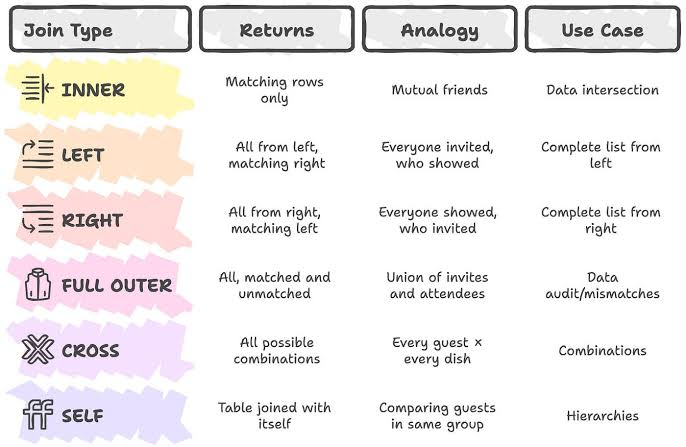 Join Type
Returns
Analogy
Use Case
INNER
Matching rows
only
Mutual friends
Data intersection
LEFT
All from left,
matching right
Everyone invited,
who showed
Complete list from
left
RIGHT
All from right,
matching left
Everyone showed,
who invited
Complete list from
right
FULL OUTER
All, matched and
unmatched
Union of invites
and attendees
Data
audit/mismatches
CROSS
All possible
combinations
Every guest ×
every dish
Combinations
SELF
Table joined with
itself
Comparing guests
in same group
Hierarchies